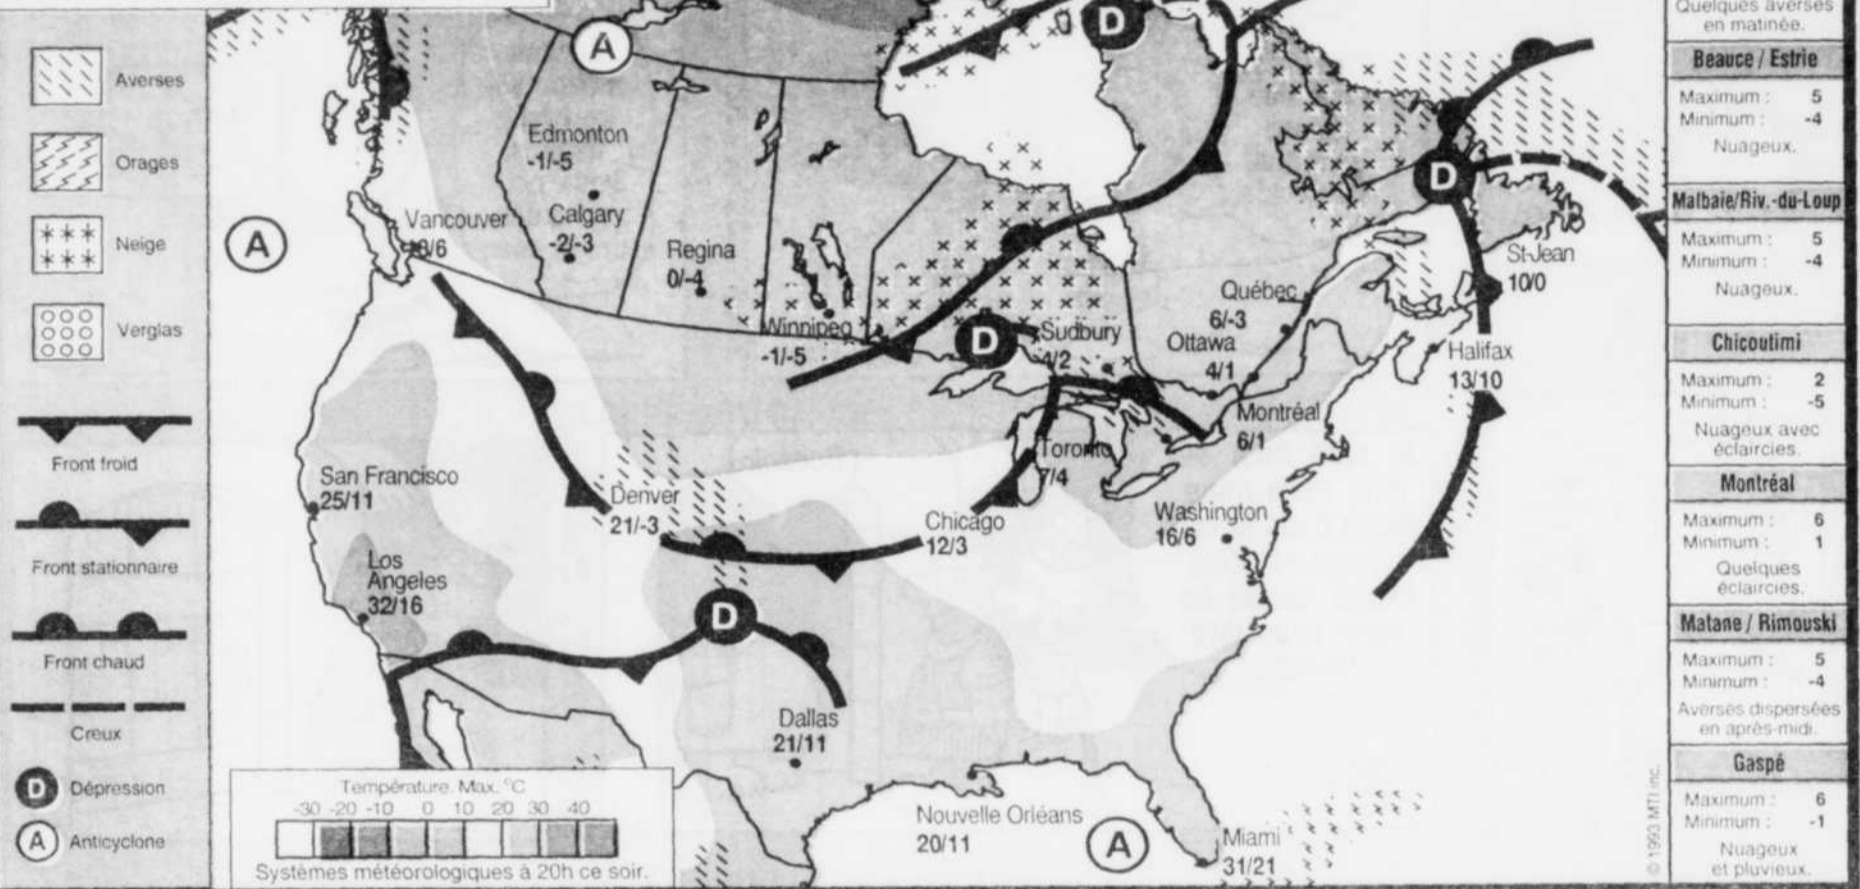 Averses
Orages
Neige
Verglas
Front froid
Front stationnaire
Front chaud
Creux
D Dépression
A Anticyclone
A
D
Edmonton
-1/-5
Vancouver
Calgary
-2/-3
A
Regina
0/-4
Winnipeg
-1/-5
D
Sudbury
4/2
Québec
6/-3
Ottawa
4/1
Montréal
6/1
D
St-Jean
10/0
Halifax
13/10
Toronto
7/4
San Francisco
25/11
Denver
21/-3
Chicago
12/3
Washington
16/6
Los
Angeles
32/16
D
Dallas
21/11
Nouvelle Orléans
20/11
A
Miami
31/21
Température. Max. °C
-30 -20 -10 0 10 20 30 40
Systèmes météorologiques à 20h ce soir.
© 1993 MTI inc.
Quelques averses
en matinée.
Beauce / Estrie
Maximum : 5
Minimum : -4
Nuageux.
Malbaie/Riv.-du-Loup
Maximum : 5
Minimum : -4
Nuageux.
Chicoutimi
Maximum : 2
Minimum : -5
Nuageux avec
éclaircies.
Montréal
Maximum : 6
Minimum : 1
Quelques
éclaircies.
Matane / Rimouski
Maximum : 5
Minimum : -4
Averses dispersées
en après-midi.
Gaspé
Maximum : 6
Minimum : -1
Nuageux
et pluvieux.